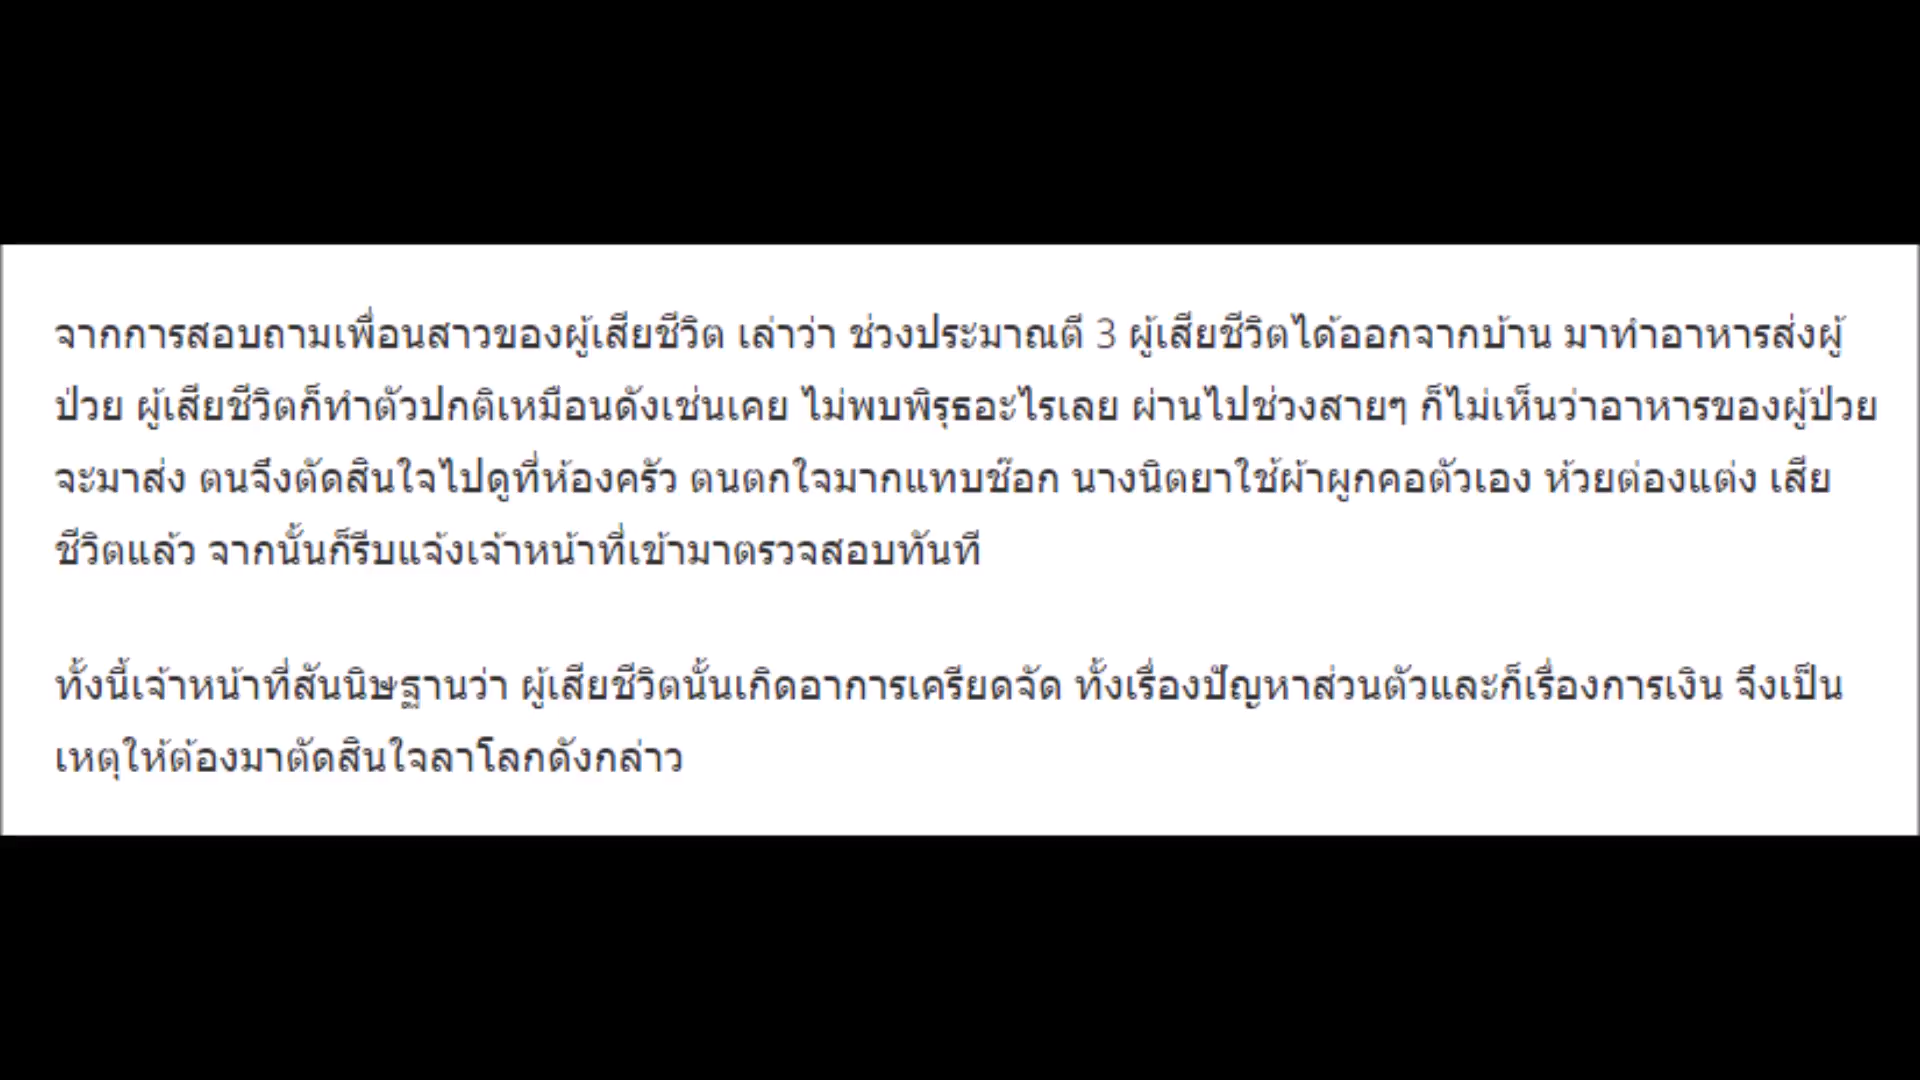 จากการสอบถามเพื่อนสาวของผู้เสียชีวิต เล่าว่า ช่วงประมาณตี 3 ผู้เสียชีวิตได้ออกจากบ้าน มาทำอาหารส่งผู้
ป่วย ผู้เสียชีวิตก็ทำตัวปกติเหมือนดังเช่นเคย ไม่พบพิรุธอะไรเลย ผ่านไปช่วงสายๆ ก็ไม่เห็นว่าอาหารของผู้ป่วย
จะมาส่ง ตนจึงตัดสินใจไปดูที่ห้องครัว ตนตกใจมากแทบช๊อก นางนิตยาใช้ผ้าผูกคอตัวเอง ห้วยต่องแต่ง เสีย
ชีวิตแล้ว จากนั้นก็รีบแจ้งเจ้าหน้าที่เข้ามาตรวจสอบทันที
ทั้งนี้เจ้าหน้าที่สันนิษฐานว่า ผู้เสียชีวิตนั้นเกิดอาการเครียดจัด ทั้งเรื่องปัญหาส่วนตัวและก็เรื่องการเงิน จึงเป็น
เหตุให้ต้องมาตัดสินใจลาโลกดังกล่าว